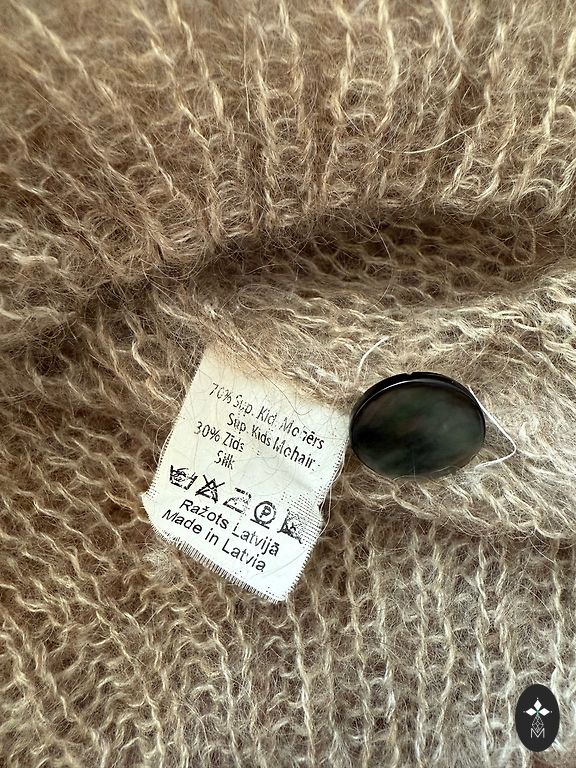 70% Sup. Kid. Mohērs
Sup. Kids Mohair
30% Zīds
Silk
P
Ražots Latvijā
Made in Latvia
M